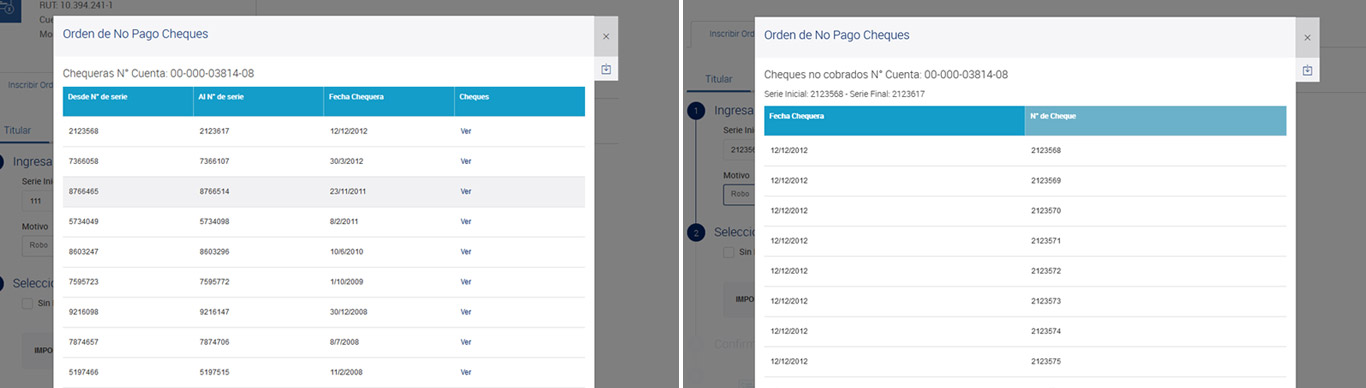 RUT: 10.394.241-1
Cue
Mo
Orden de No Pago Cheques
×
Chequeras N° Cuenta: 00-000-03814-08
Inscribir Ord
Desde N° de serie Al N° de serie Fecha Chequera Cheques
2123568 2123617 12/12/2012 Ver
Titular
7366058 7366107 30/3/2012 Ver
Ingresa
Serie Ini
8766465 8766514 23/11/2011 Ver
111
5734049 5734098 8/2/2011 Ver
Motivo
Robo
8603247 8603296 10/6/2010 Ver
Selecci
7595723 7595772 1/10/2009 Ver
Sin
9216098 9216147 30/12/2008 Ver
7874657 7874706 8/7/2008 Ver
IMPO
5197466 5197515 11/2/2008 Ver
Inscribir Ord
Orden de No Pago Cheques
×
Cheques no cobrados N° Cuenta: 00-000-03814-08
Titular
Serie Inicial: 2123568 - Serie Final: 2123617
1 Ingresa
Fecha Chequera N° de Cheque
Serie Ini
12/12/2012 2123568
21235
Motivo
12/12/2012 2123569
Robo
12/12/2012 2123570
2 Selecci
12/12/2012 2123571
Sin
12/12/2012 2123572
IMPO
12/12/2012 2123573
12/12/2012 2123574
Confirm
12/12/2012 2123575